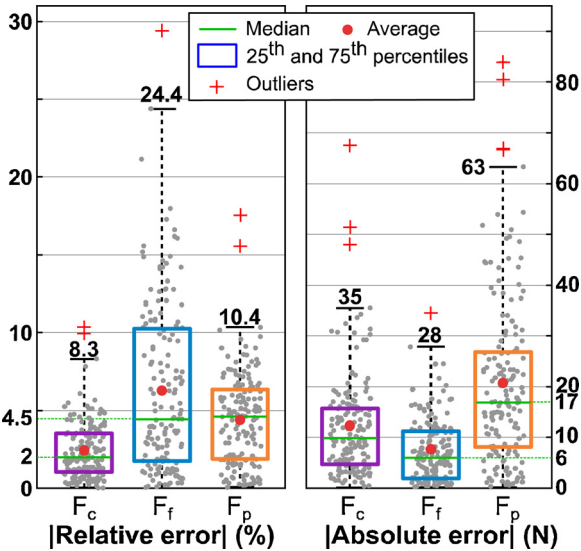 Median
Average
25th and 75th percentiles
Outliers
30
20
10
4.5
2
0
24.4
10.4
8.3
63
35
28
80
60
40
20
17
10
6
0
Fc
Ff
Fp
Fc
Ff
Fp
|Relative error| (%)
|Absolute error| (N)